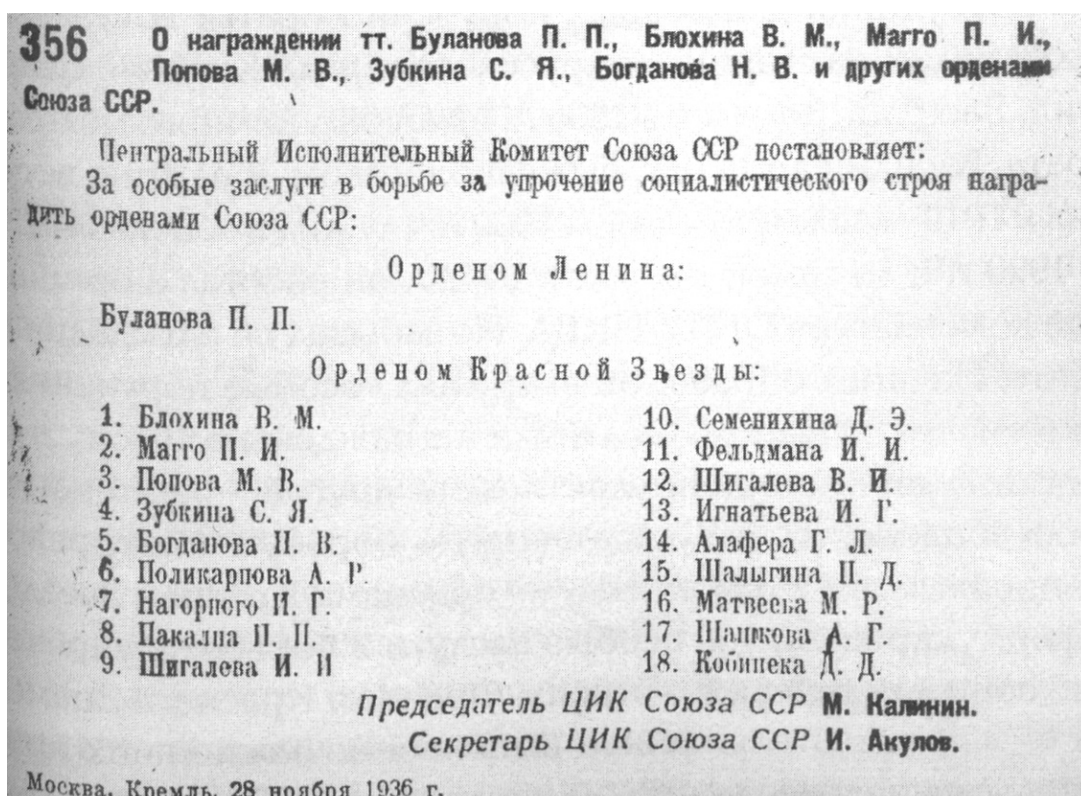 356 О награждении тт. Буланова П. П., Блохина В. М., Магго П. И.,
Попова М. В., Зубкина С. Я., Богданова Н. В. и других орденами
Союза ССР.
Центральный Исполнительный Комитет Союза ССР постановляет:
За особые заслуги в борьбе за упрочение социалистического строя награ-
дить орденами Союза ССР:
Орденом Ленина:
Буланова П. П.
Орденом Красной Звезды:
1. Блохина В. М.
2. Магго П. И.
3. Попова М. В.
4. Зубкина С. Я.
5. Богданова Н. В.
6. Поликарпова А. Г
7. Нагорного И. Г
8. Пакална П. П.
9. Шигалева И. И
10. Семенихина Д. Э.
11. Фельдмана И. И.
12. Шигалева В. И.
13. Игнатьева И. Г.
14. Алафера Г Л.
15. Шалыгина П. Д.
16. Матвеева М. Р.
17. Шашкова А. Г.
18. Кобинека Д.
Председатель ЦИК Союза ССР М. Калинин.
Секретарь ЦИК Союза ССР И. Акулов.
Москва, Кремль, 28 ноября 1936 г.